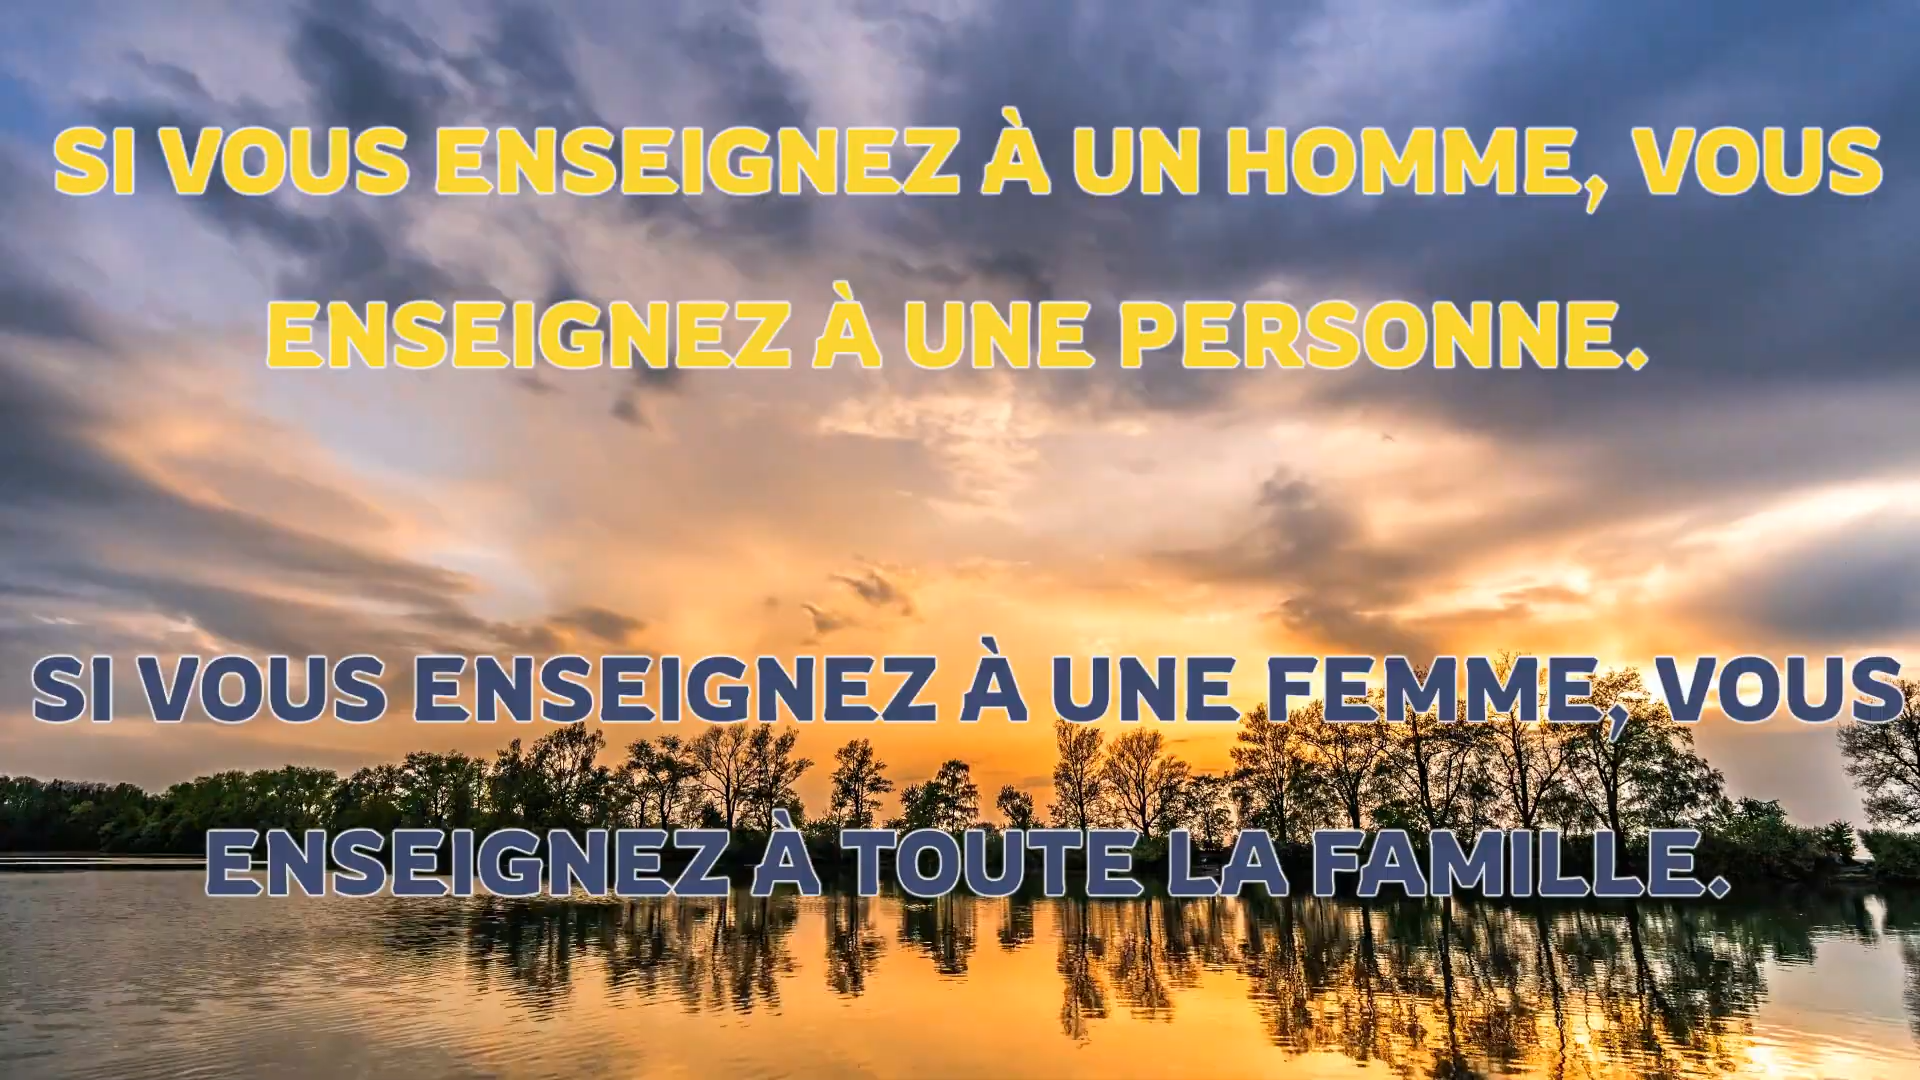 SI VOUS ENSEIGNEZ À UN HOMME, VOUS
ENSEIGNEZ À UNE PERSONNE.
SI VOUS ENSEIGNEZ À UNE FEMME, VOUS
ENSEIGNEZ À TOUTE LA FAMILLE.